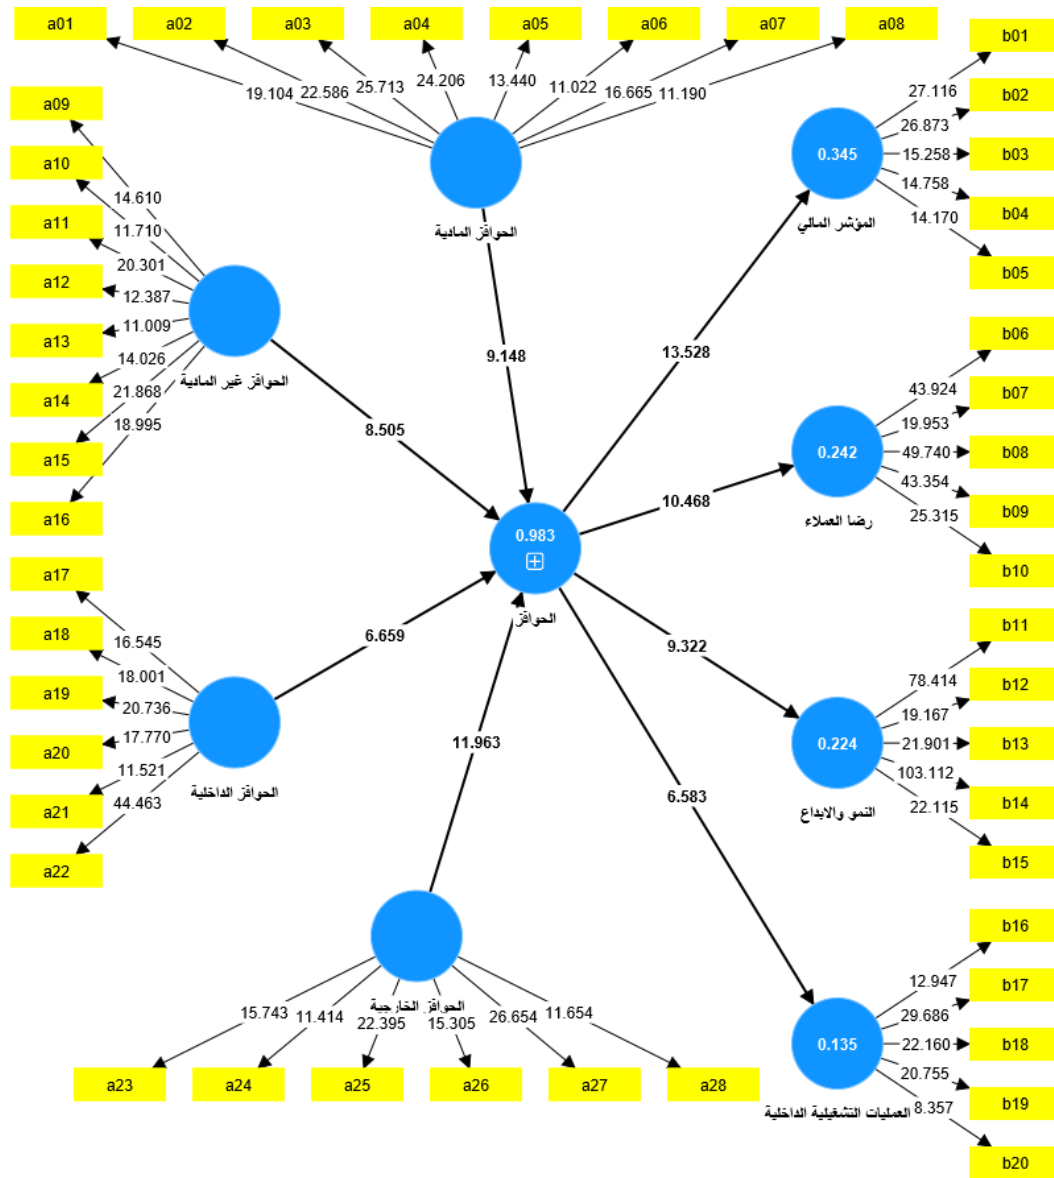 a01
a02
a03
a04
a05
a06
a07
a08
19.104
22.586
25.713
24.206
13.440
11.022
16.665
11.190
الحوافز المادية
a09
a10
a11
a12
a13
a14
a15
a16
14.610
11.710
20.301
12.387
11.009
14.026
21.868
18.995
الحوافز غير المادية
a17
a18
a19
a20
a21
a22
16.545
18.001
20.736
17.770
11.521
44.463
الحوافز الداخلية
9.148
8.505
6.659
11.963
0.983
الحوافز
الحوافز الخارجية
15.743
11.414
22.395
15.305
26.654
11.654
a23
a24
a25
a26
a27
a28
13.528
10.468
9.322
6.583
0.345
المؤشر المالي
27.116
26.873
15.258
14.758
14.170
b01
b02
b03
b04
b05
0.242
رضا العملاء
43.924
19.953
49.740
43.354
25.315
b06
b07
b08
b09
b10
0.224
النمو والابداع
78.414
19.167
21.901
103.112
22.115
b11
b12
b13
b14
b15
0.135
العمليات التشغيلية الداخلية
12.947
29.686
22.160
20.755
8.357
b16
b17
b18
b19
b20